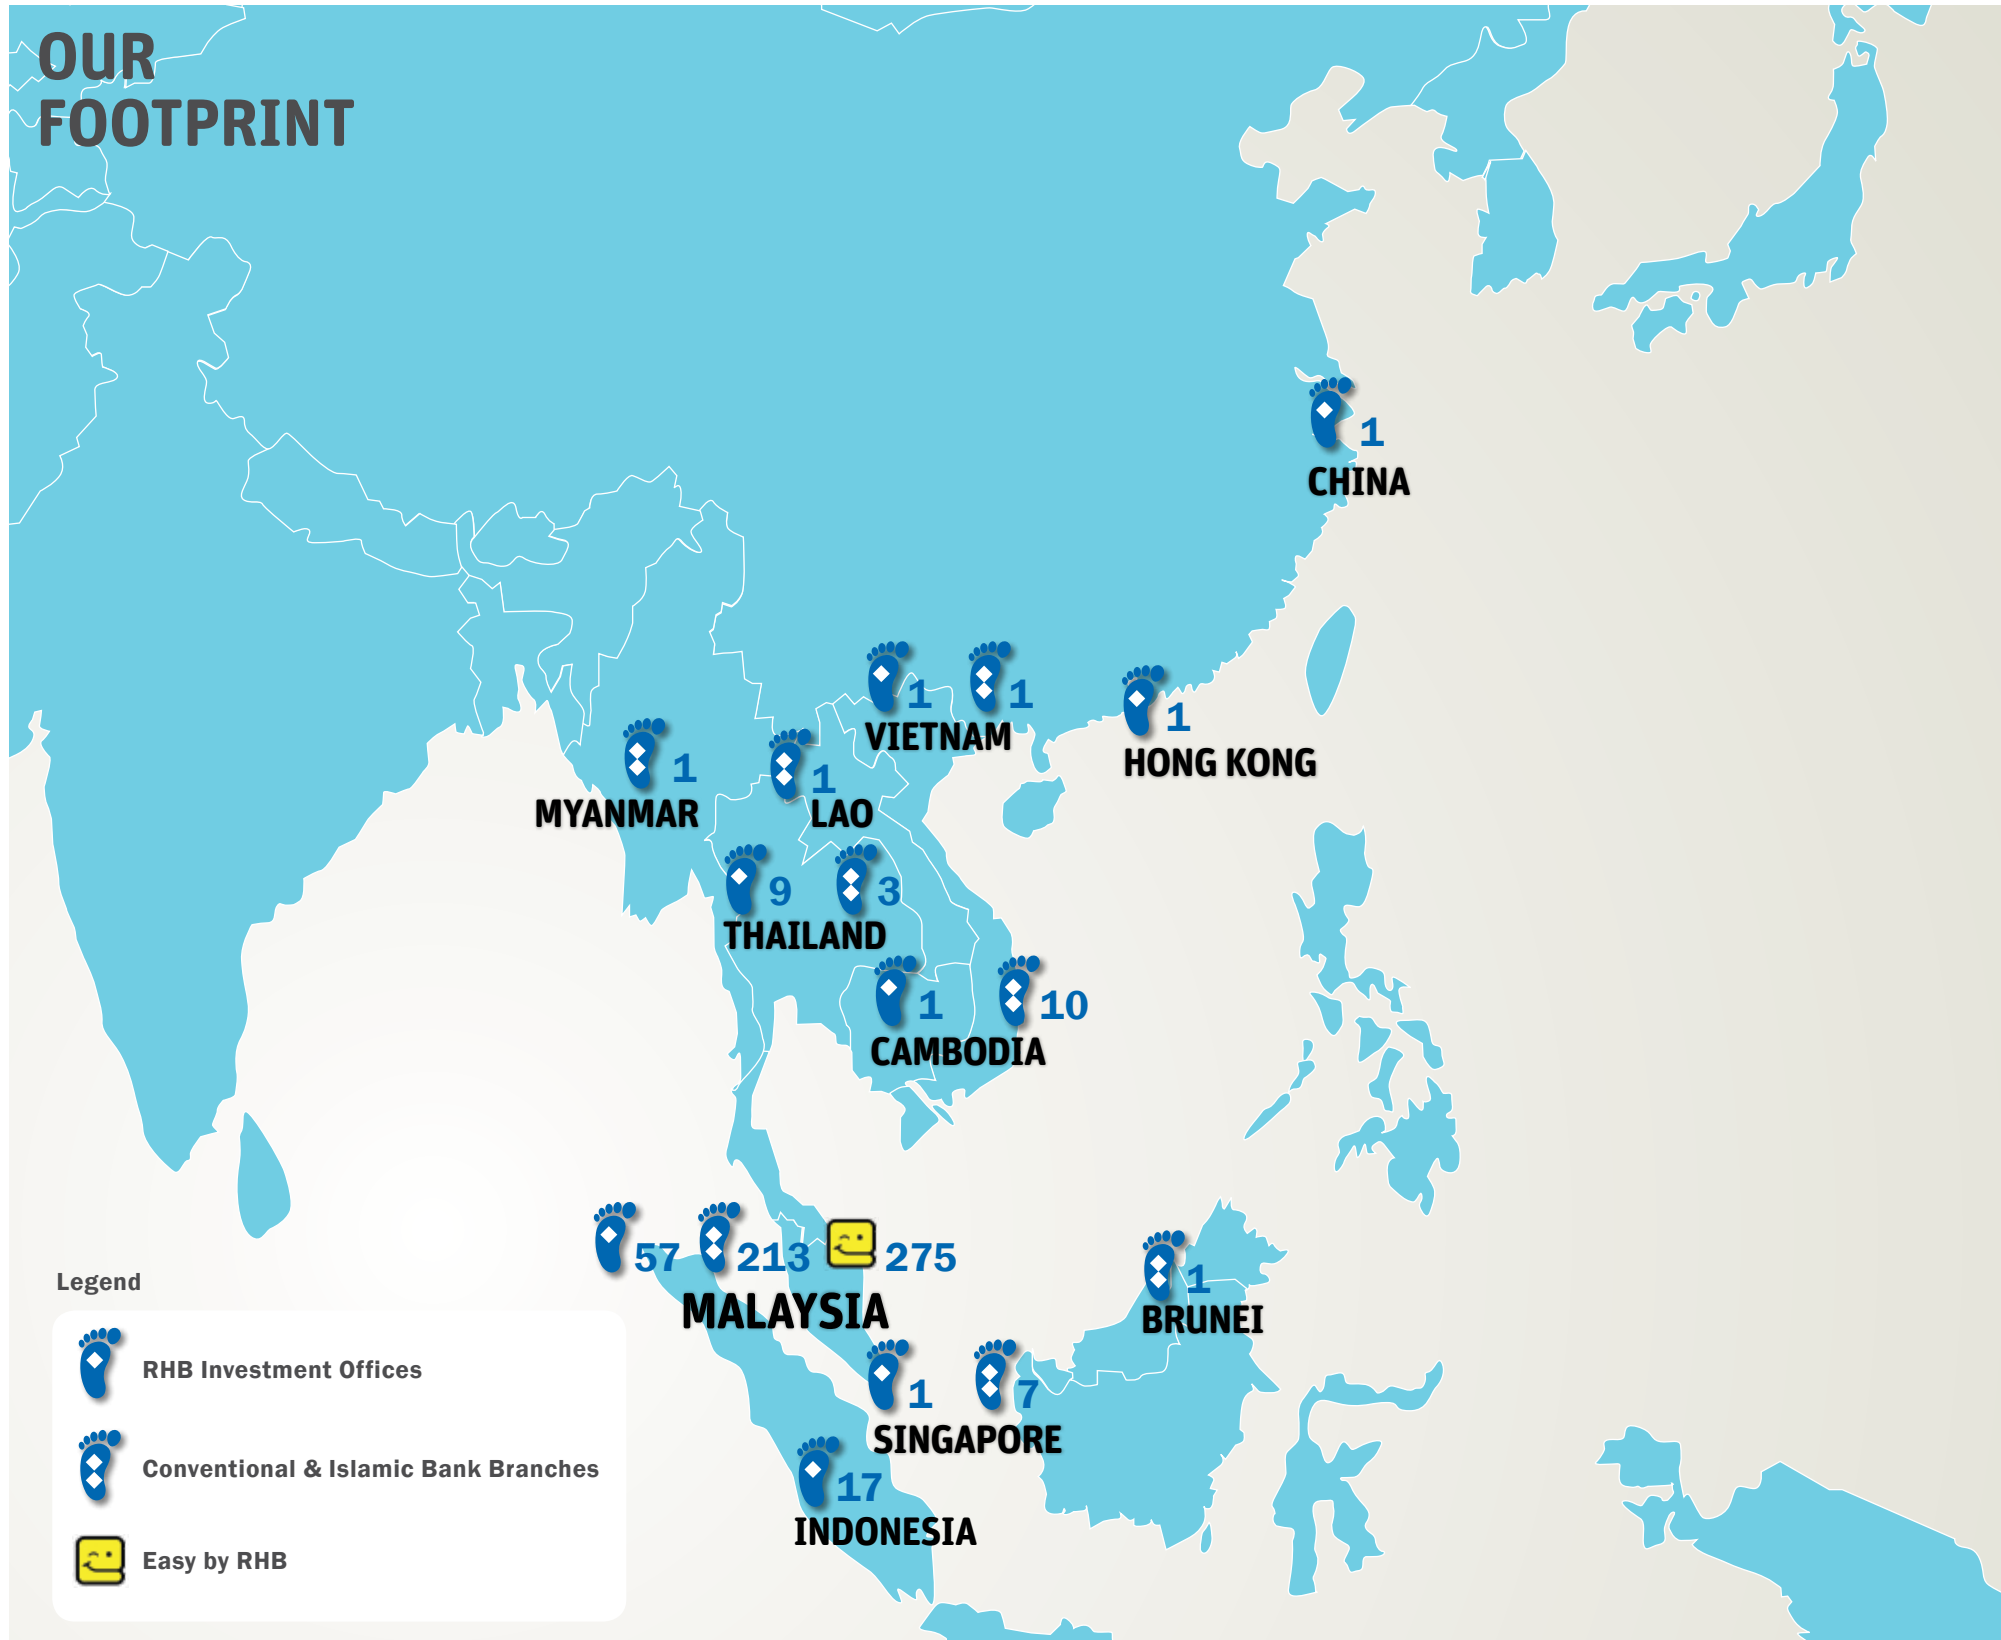 OUR
FOOTPRINT
1
CHINA
1
1
VIETNAM
1
HONG KONG
1
MYANMAR
1
LAO
9
3
THAILAND
1
10
CAMBODIA
57
213
275
MALAYSIA
1
BRUNEI
1
7
SINGAPORE
17
INDONESIA
Legend
RHB Investment Offices
Conventional & Islamic Bank Branches
Easy by RHB